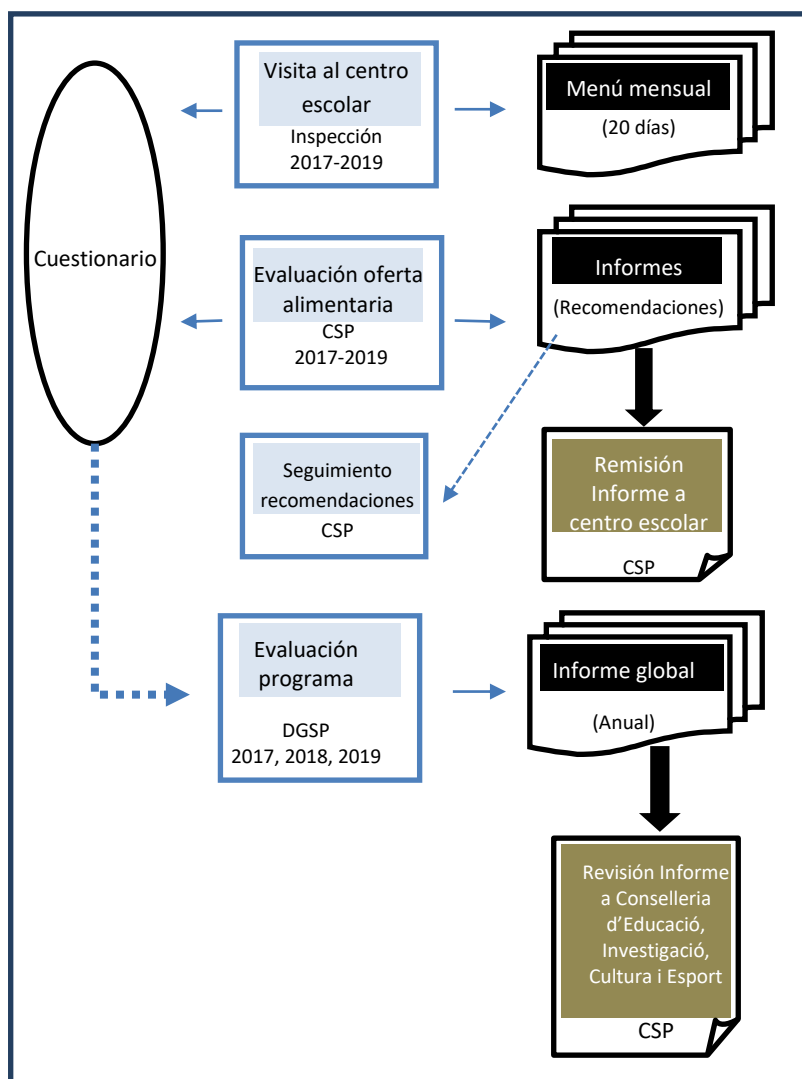 Visita al centro
escolar
Inspección
2017-2019
Menú mensual
(20 días)
Cuestionario
Evaluación oferta
alimentaria
CSP
2017-2019
Informes
(Recomendaciones)
Seguimiento
recomendaciones
CSP
Remisión
Informe a
centro escolar
CSP
Evaluación
programa
DGSP
2017, 2018, 2019
Informe global
(Anual)
Revisión Informe
a Conselleria
d’Educació,
Investigació,
Cultura i Esport
CSP